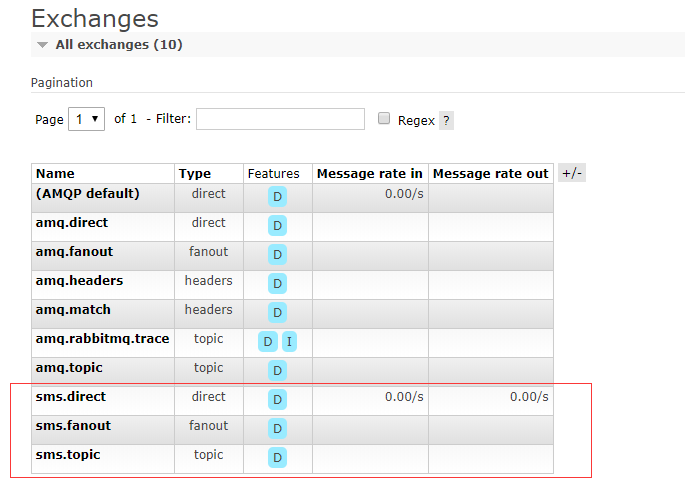 Exchanges
All exchanges (10)
Pagination
Page 1 of 1 - Filter: Regex ?
Name Type Features Message rate in Message rate out +/-
(AMQP default) direct D 0.00/s
amq.direct direct D
amq.fanout fanout D
amq.headers headers D
amq.match headers D
amq.rabbitmq.trace topic D I
amq.topic topic D
sms.direct direct D 0.00/s 0.00/s
sms.fanout fanout D
sms.topic topic D